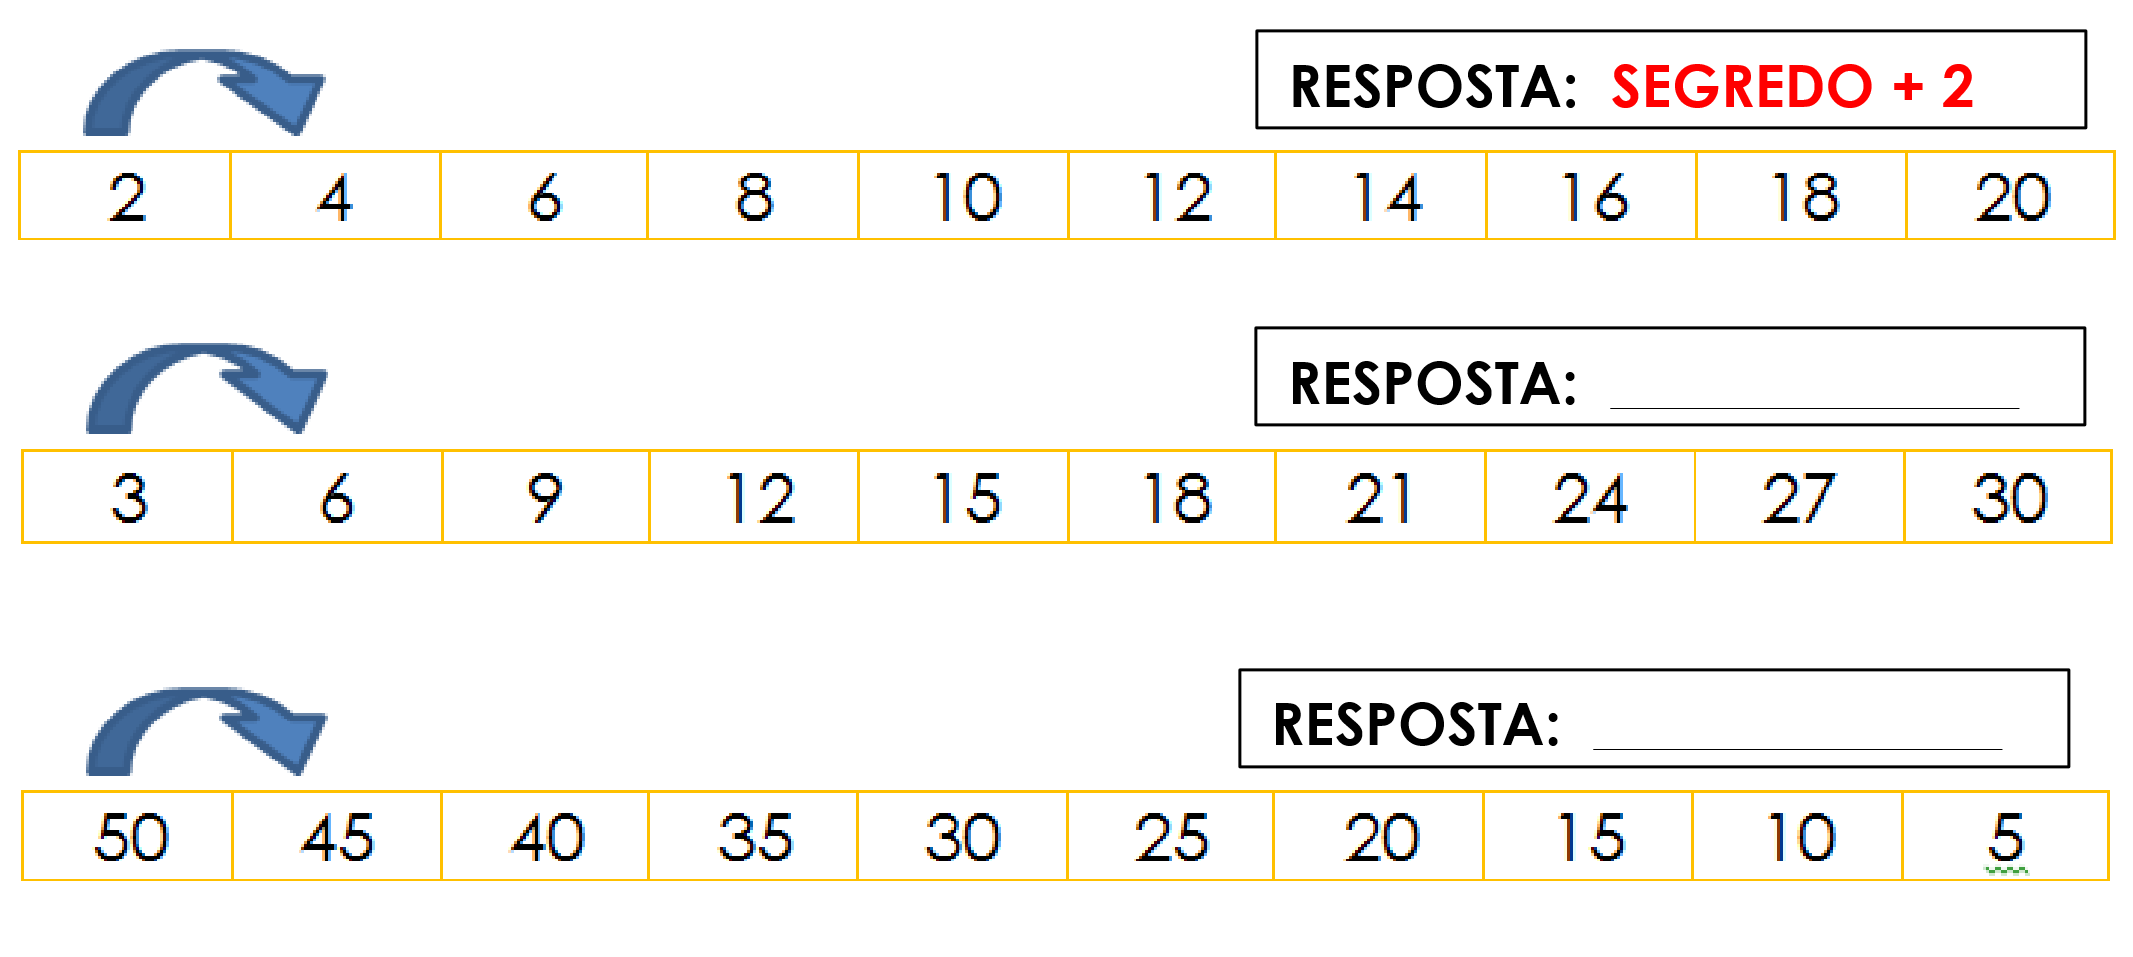 RESPOSTA: SEGREDO + 2
2 4 6 8 10 12 14 16 18 20
RESPOSTA: ____________
3 6 9 12 15 18 21 24 27 30
RESPOSTA: ____________
50 45 40 35 30 25 20 15 10 5